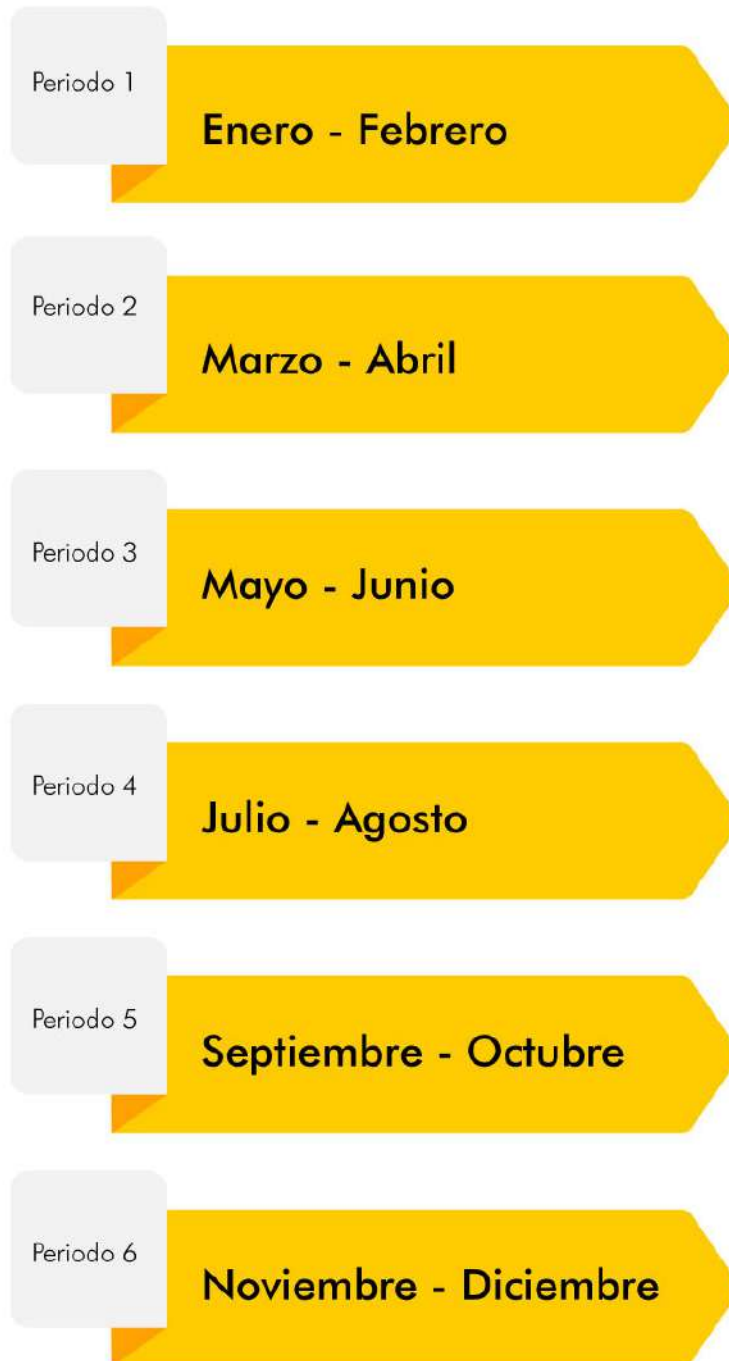 Periodo 1
Enero - Febrero
Periodo 2
Marzo - Abril
Periodo 3
Mayo - Junio
Periodo 4
Julio - Agosto
Periodo 5
Septiembre - Octubre
Periodo 6
Noviembre - Diciembre